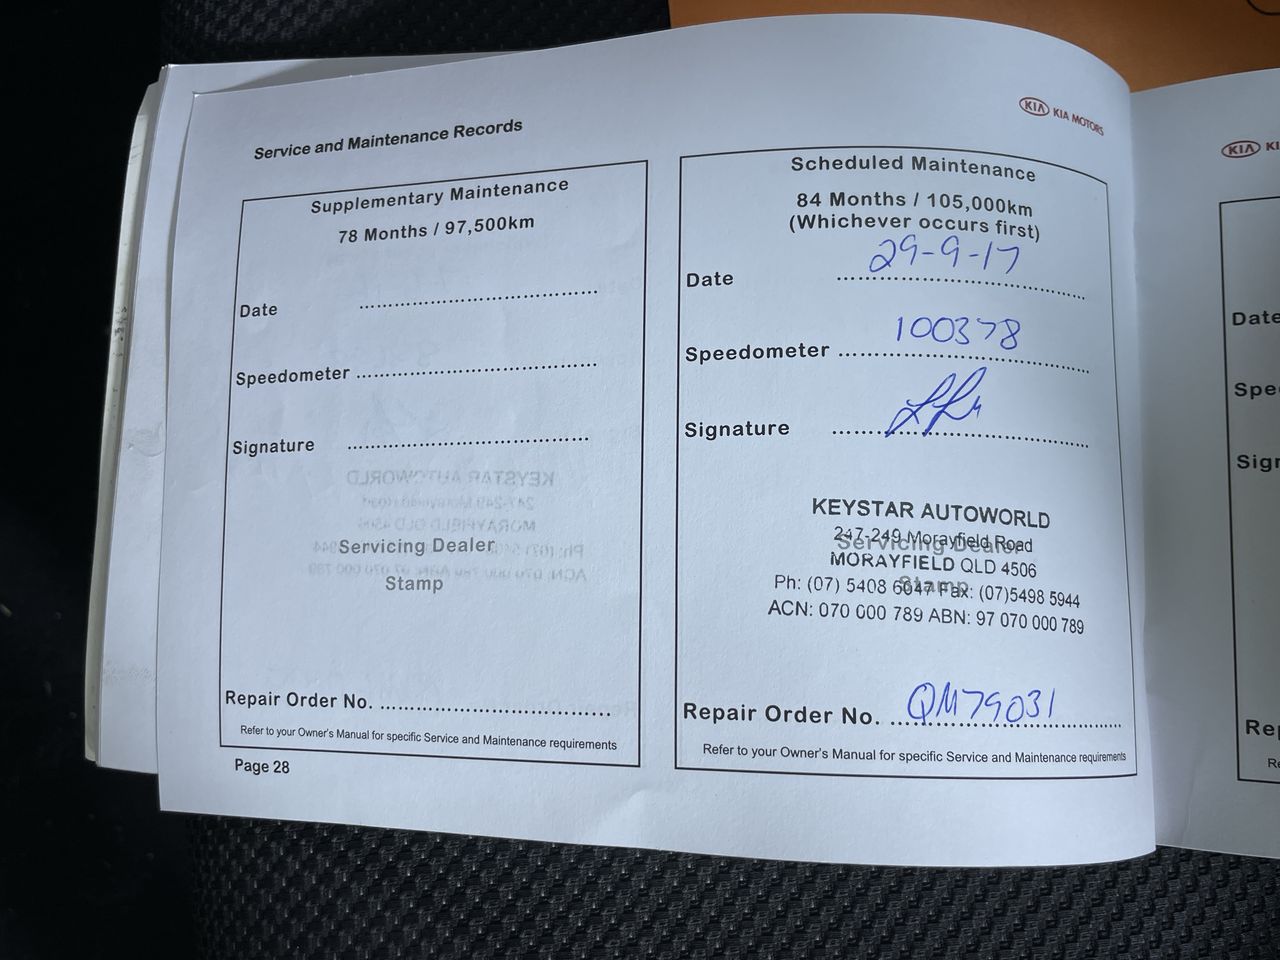 Service and Maintenance Records
KIA KIA MOTORS
Supplementary Maintenance
78 Months / 97,500km
Date ........................................
Speedometer ........................................
Signature ........................................
Servicing Dealer
Stamp
Repair Order No. ........................................
Refer to your Owner's Manual for specific Service and Maintenance requirements
Page 28
Scheduled Maintenance
84 Months / 105,000km
(Whichever occurs first)
Date 29-9-17
Speedometer 100378
Signature
KEYSTAR AUTOWORLD
247-249 Morayfield Road
Servicing Dealer
MORAYFIELD QLD 4506
Stamp
Ph: (07) 5408 6047 Fax: (07)5498 5944
ACN: 070 000 789 ABN: 97 070 000 789
Repair Order No. QM79031
Refer to your Owner's Manual for specific Service and Maintenance requirements
KIA
Date